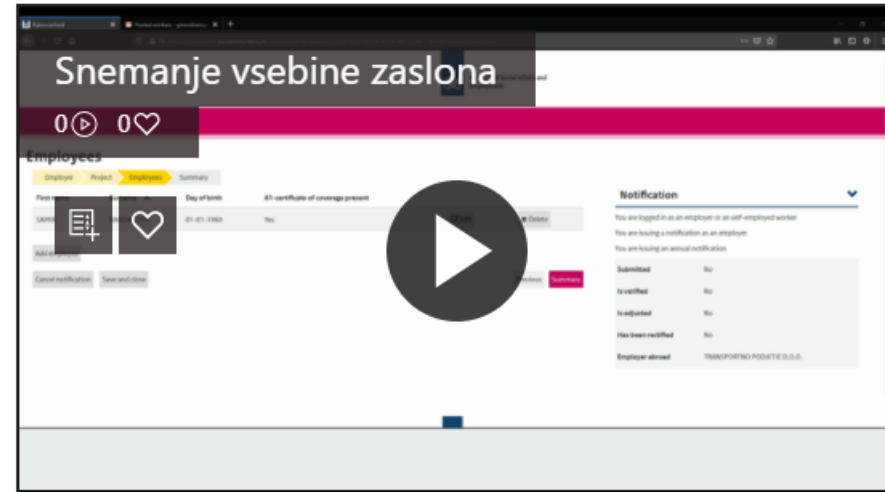 Snemanje vsebine zaslona
0 0
employment
Employees
Employer Project Employees Summary
First name Day of birth A1-certificate of coverage present
01-01-1960 Yes Delete
Add employee
Cancel notification Save and close Previous Summary
Notification
You are logged in as an employer or an self-employed worker
You are issuing a notification as an employer
You are issuing an annual notification
Submitted No
Is verified No
Is adjusted No
Has been rectified No
Employer abroad TRANSPORTNO PODJETJE D.O.O.